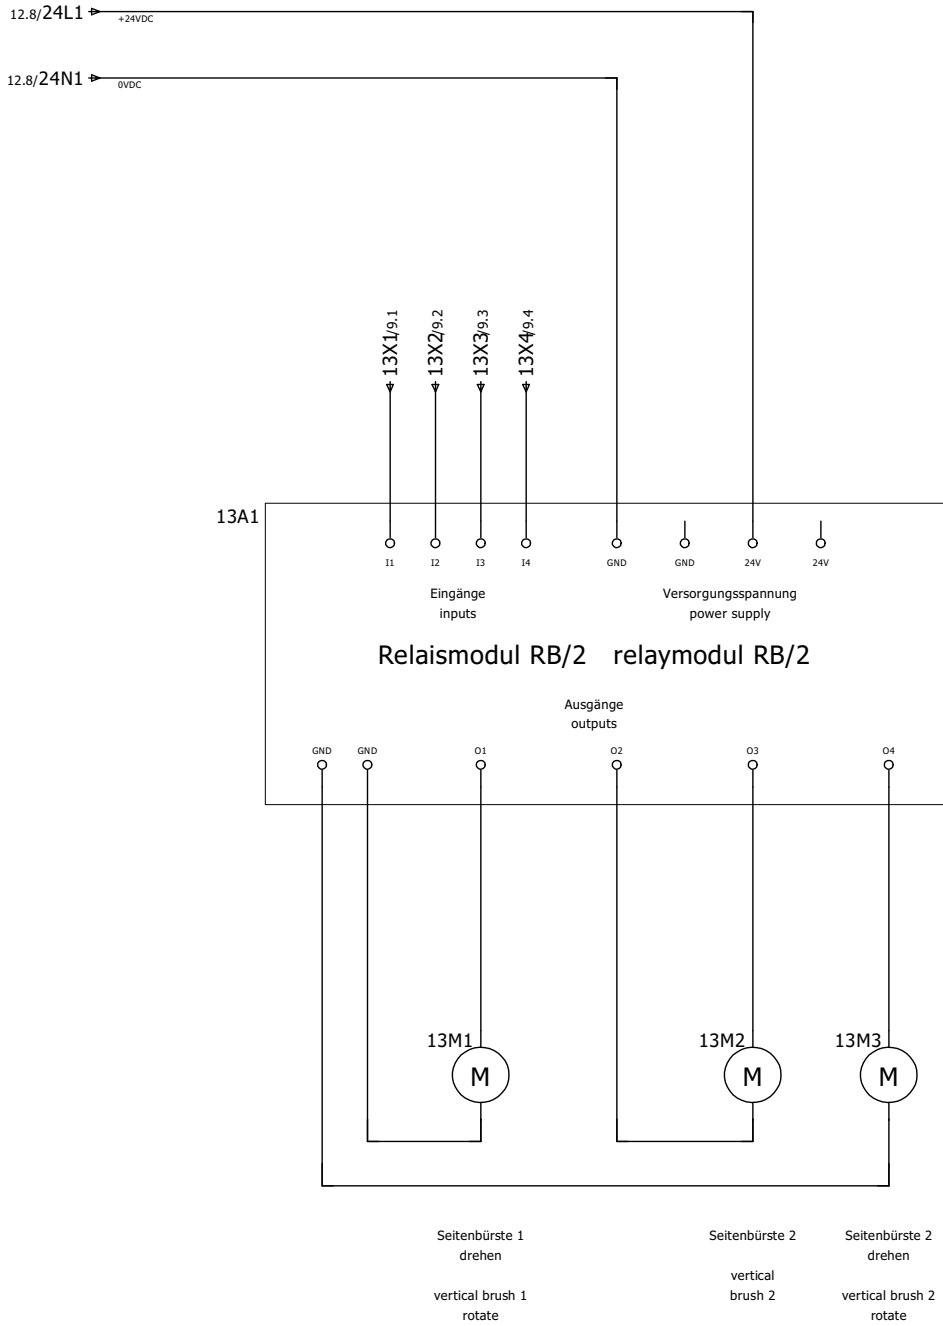 12.8/24L1
+24VDC
12.8/24N1
0VDC
13X1/9.1
13X2/9.2
13X3/9.3
13X4/9.4
13A1
I1 I2 I3 I4 GND GND 24V 24V
Eingänge
inputs
Versorgungsspannung
power supply
Relaismodul RB/2 relaymodul RB/2
Ausgänge
outputs
GND GND O1 O2 O3 O4
13M1 13M2 13M3
M M M
Seitenbürste 1
drehen
vertical brush 1
rotate
Seitenbürste 2
vertical
brush 2
Seitenbürste 2
drehen
vertical brush 2
rotate